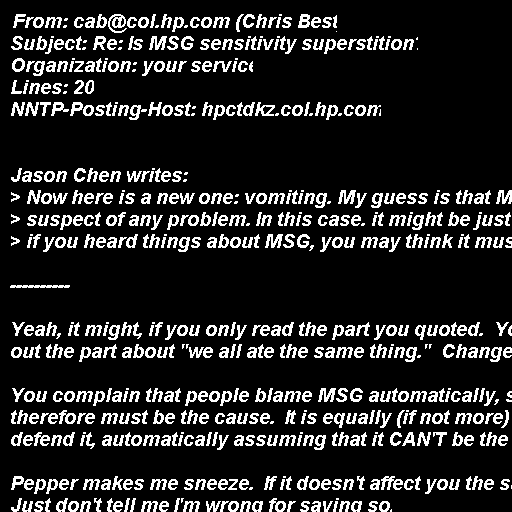 From: cab@col.hp.com (Chris Best
Subject: Re: Is MSG sensitivity superstition?
Organization: your service
Lines: 20
NNTP-Posting-Host: hpctdkz.col.hp.com
Jason Chen writes:
> Now here is a new one: vomiting. My guess is that M
> suspect of any problem. In this case. it might be just
> if you heard things about MSG, you may think it mus
----------
Yeah, it might, if you only read the part you quoted.  Yo
out the part about "we all ate the same thing."  Change
You complain that people blame MSG automatically, s
therefore must be the cause.  It is equally (if not more)
defend it, automatically assuming that it CAN'T be the
Pepper makes me sneeze.  If it doesn't affect you the sa
Just don't tell me I'm wrong for saying so.